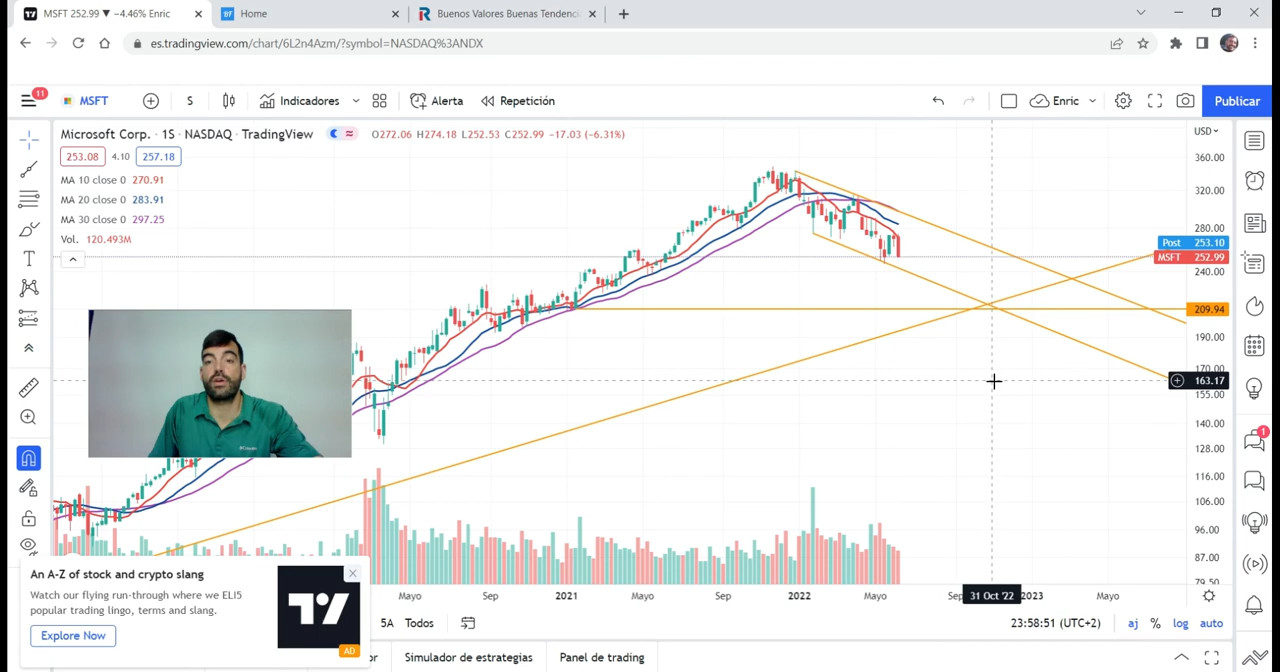 MSFT 252.99 ▼ −4.46% Enric
Home
Buenos Valores Buenas Tendenci
es.tradingview.com/chart/6L2n4Azm/?symbol=NASDAQ%3ANDX
11
MSFT
S
Indicadores
Alerta
Repetición
Enric
Publicar
Microsoft Corp. · 1S · NASDAQ · TradingView
O272.06 H274.18 L252.53 C252.99 −17.03 (−6.31%)
USD
253.08 4.10 257.18
MA 10 close 0 270.91
MA 20 close 0 283.91
MA 30 close 0 297.25
Vol. 120.493M
360.00
320.00
280.00
Post 253.10
MSFT 252.99
240.00
209.94
190.00
170.00
163.17
155.00
140.00
128.00
116.00
106.00
96.00
87.00
79.50
1
Mayo Sep 2021 Mayo Sep 2022 Mayo Sep 31 Oct '22 2023 Mayo
An A-Z of stock and crypto slang
Watch our flying run-through where we ELI5
popular trading lingo, terms and slang.
Explore Now
AD
5A Todos
23:58:51 (UTC+2) aj % log auto
or Simulador de estrategias Panel de trading